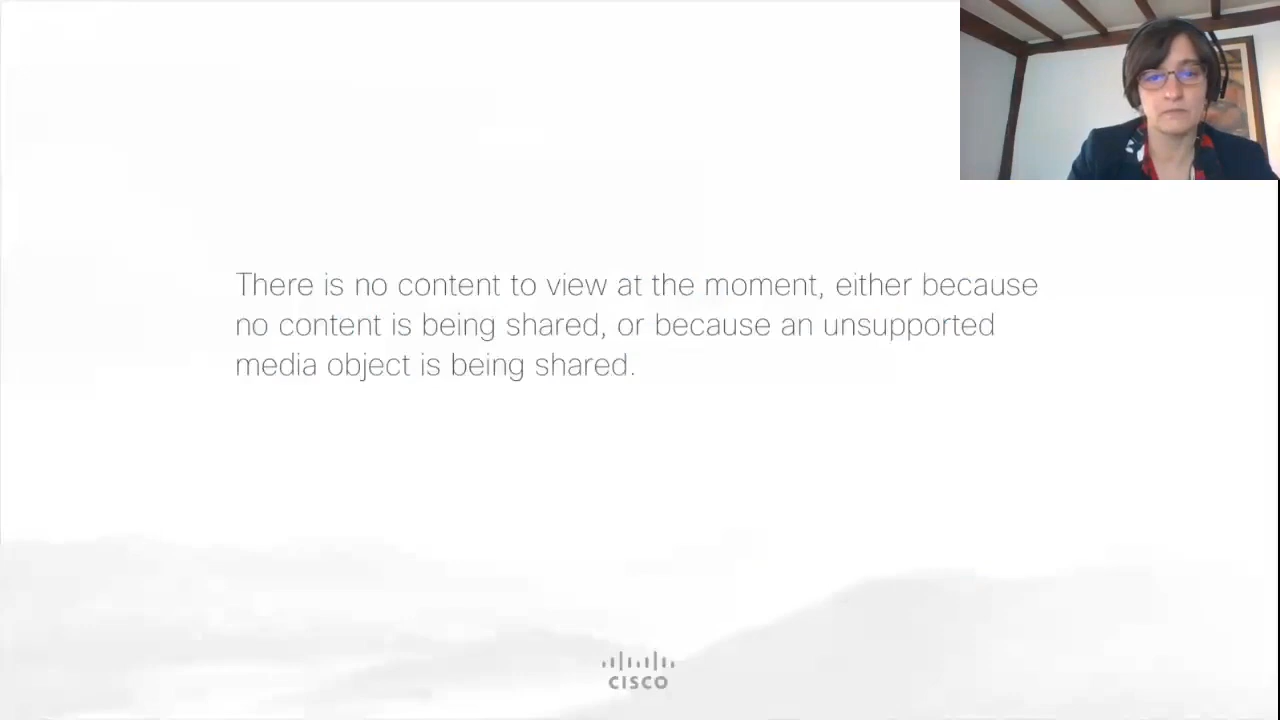 There is no content to view at the moment, either because
no content is being shared, or because an unsupported
media object is being shared.
CISCO